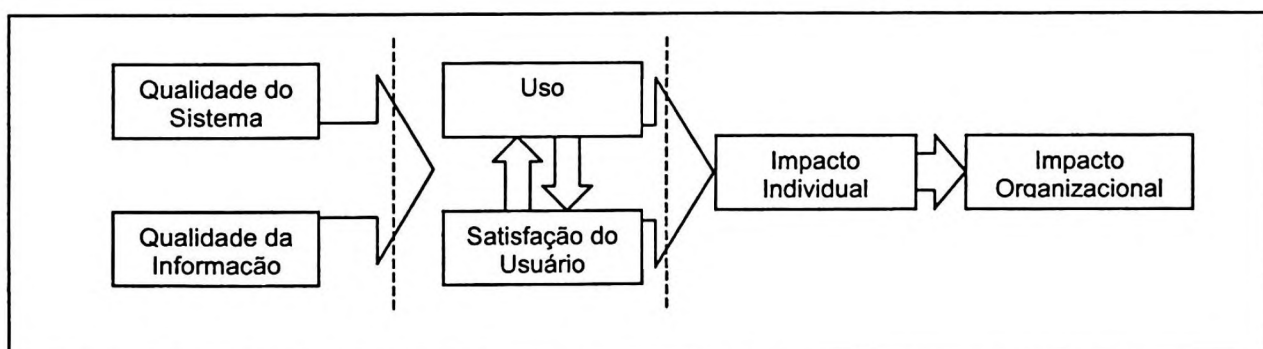 Qualidade do
Sistema
Qualidade da
Informacão
Uso
Satisfação do
Usuário
Impacto
Individual
Impacto
Organizacional